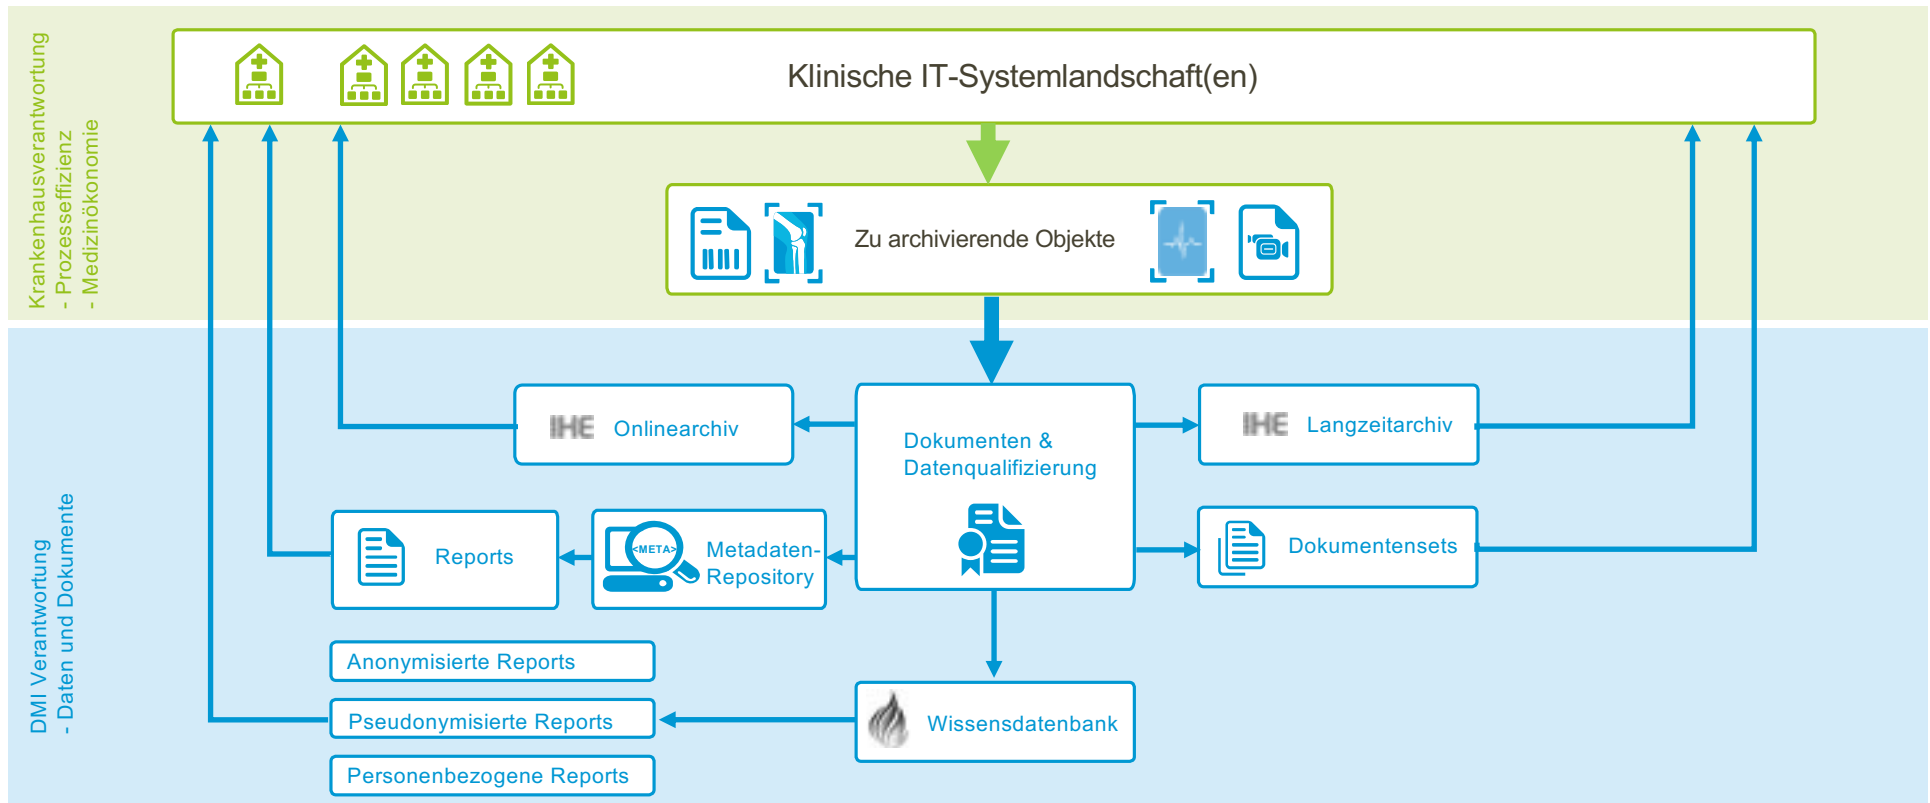 Krankenhausverantwortung
- Prozesseffizienz
- Medizinökonomie
Klinische IT-Systemlandschaft(en)
Zu archivierende Objekte
DMI Verantwortung
- Daten und Dokumente
IHE Onlinearchiv
Dokumenten &
Datenqualifizierung
IHE Langzeitarchiv
Reports
<META>
Metadaten-
Repository
Dokumentensets
Anonymisierte Reports
Pseudonymisierte Reports
Personenbezogene Reports
Wissensdatenbank